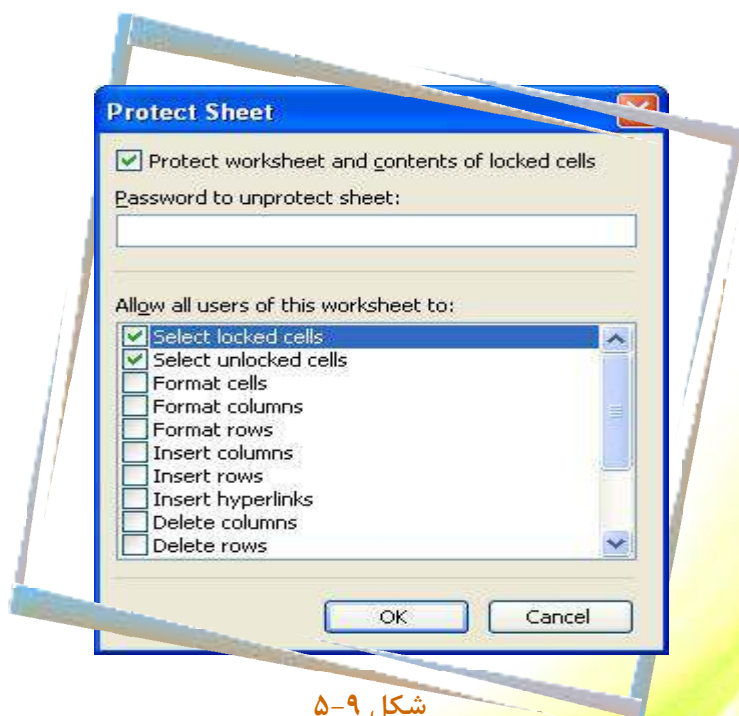 Protect Sheet
Protect worksheet and contents of locked cells
Password to unprotect sheet:
Allow all users of this worksheet to:
Select locked cells
Select unlocked cells
Format cells
Format columns
Format rows
Insert columns
Insert rows
Insert hyperlinks
Delete columns
Delete rows
OK
Cancel
شکل ۹-۵